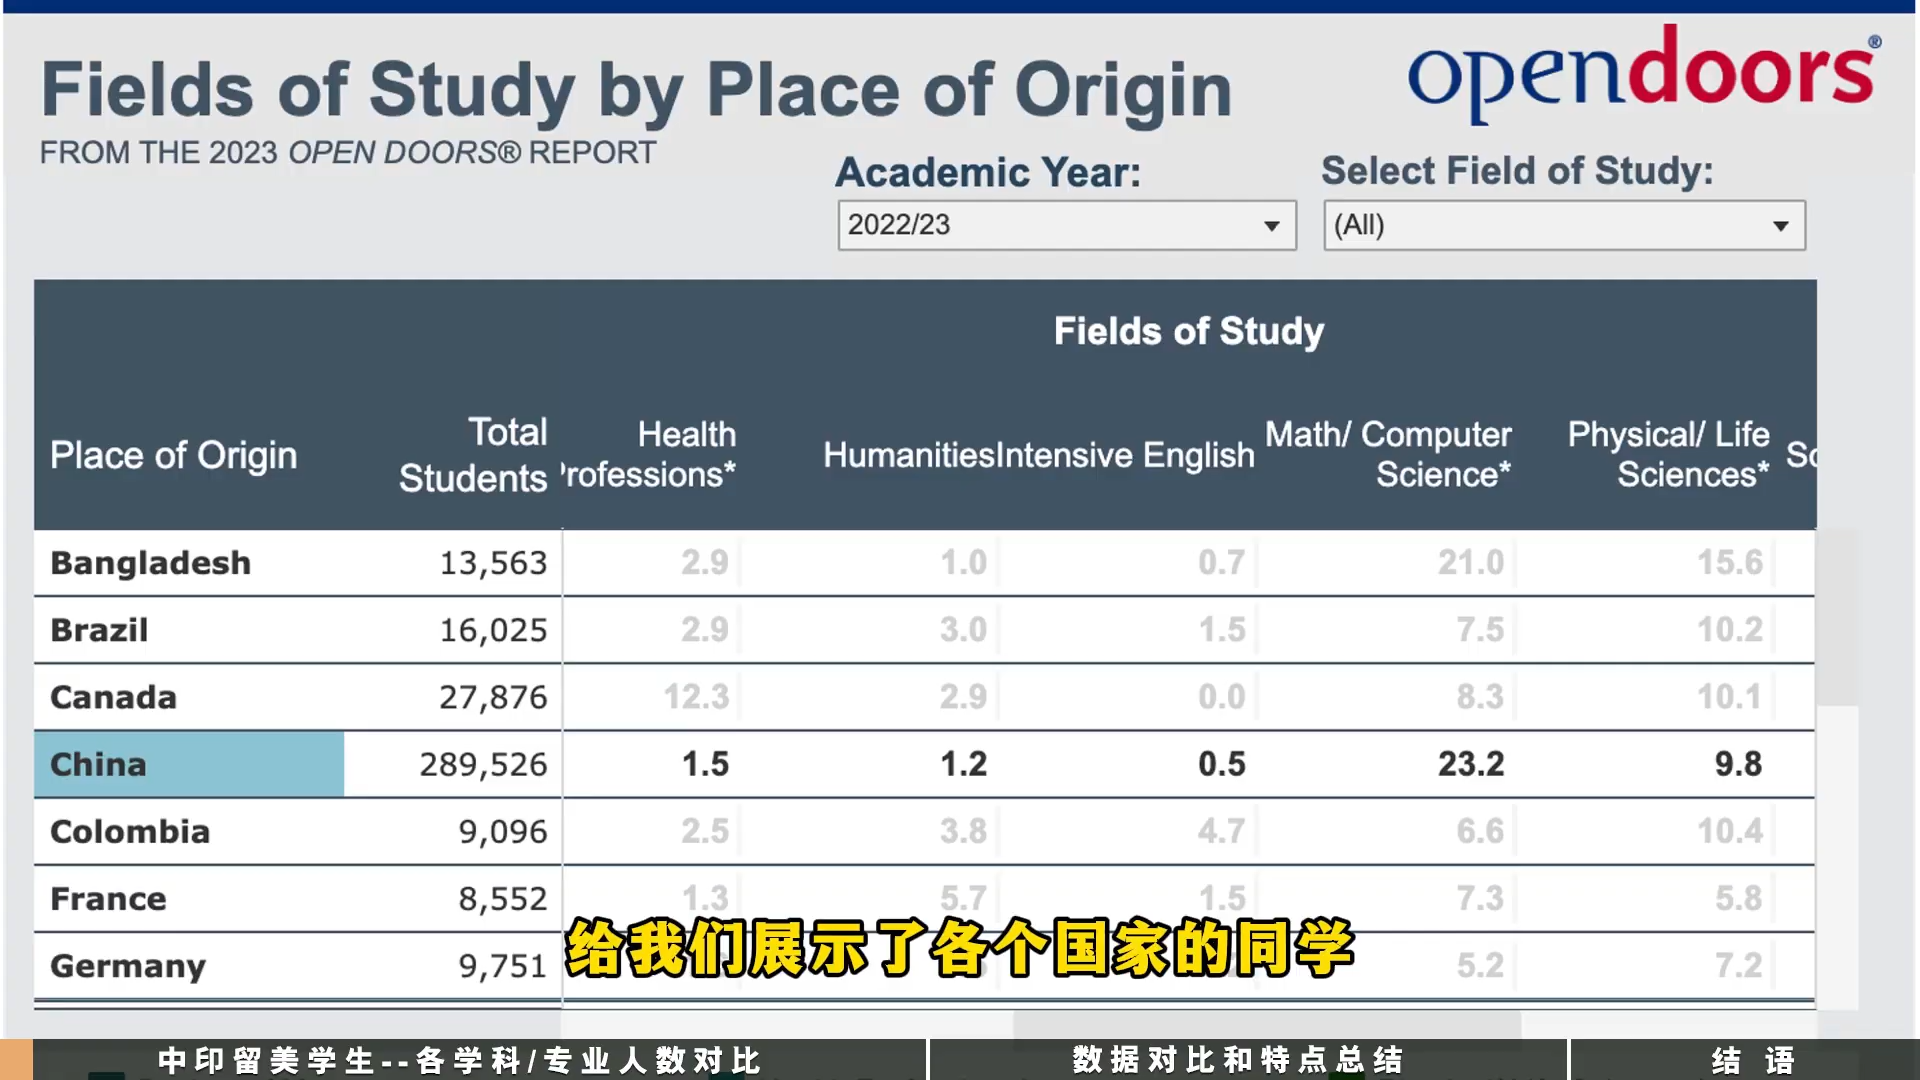 opendoors®
Fields of Study by Place of Origin
FROM THE 2023 OPEN DOORS® REPORT
Academic Year:
Select Field of Study:
2022/23
(All)
Fields of Study
Place of Origin
Total Students
Health
Humanities
Intensive English
Math/ Computer Science*
Physical/ Life Sciences*
Bangladesh 13,563 2.9 1.0 0.7 21.0 15.6
Brazil 16,025 2.9 3.0 1.5 7.5 10.2
Canada 27,876 12.3 2.9 0.0 8.3 10.1
China 289,526 1.5 1.2 0.5 23.2 9.8
Colombia 9,096 2.5 3.8 4.7 6.6 10.4
France 8,552 1.3 5.7 1.5 7.3 5.8
Germany 9,751 5.2 7.2
给我们展示了各个国家的同学
中印留美学生--各学科/专业人数对比
数据对比和特点总结
结语